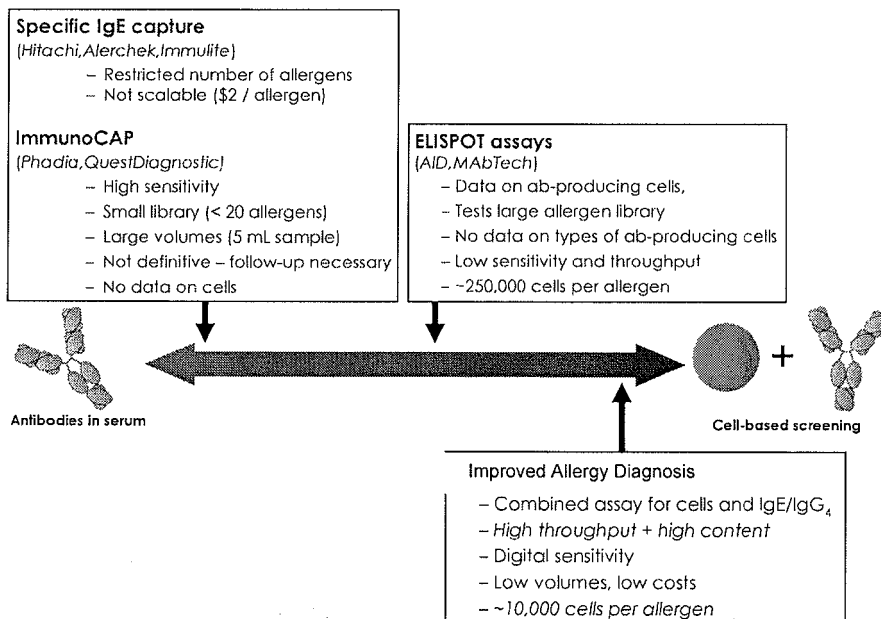 Specific IgE capture
(Hitachi,Alerchek,Immulite)
– Restricted number of allergens
– Not scalable ($2 / allergen)
ImmunoCAP
(Phadia,QuestDiagnostic)
– High sensitivity
– Small library (< 20 allergens)
– Large volumes (5 mL sample)
– Not definitive – follow-up necessary
– No data on cells
ELISPOT assays
(AID,MAbTech)
– Data on ab-producing cells,
– Tests large allergen library
– No data on types of ab-producing cells
– Low sensitivity and throughput
– ~250,000 cells per allergen
+
Antibodies in serum
Cell-based screening
Improved Allergy Diagnosis
– Combined assay for cells and IgE/IgG₄
– High throughput + high content
– Digital sensitivity
– Low volumes, low costs
– ~10,000 cells per allergen